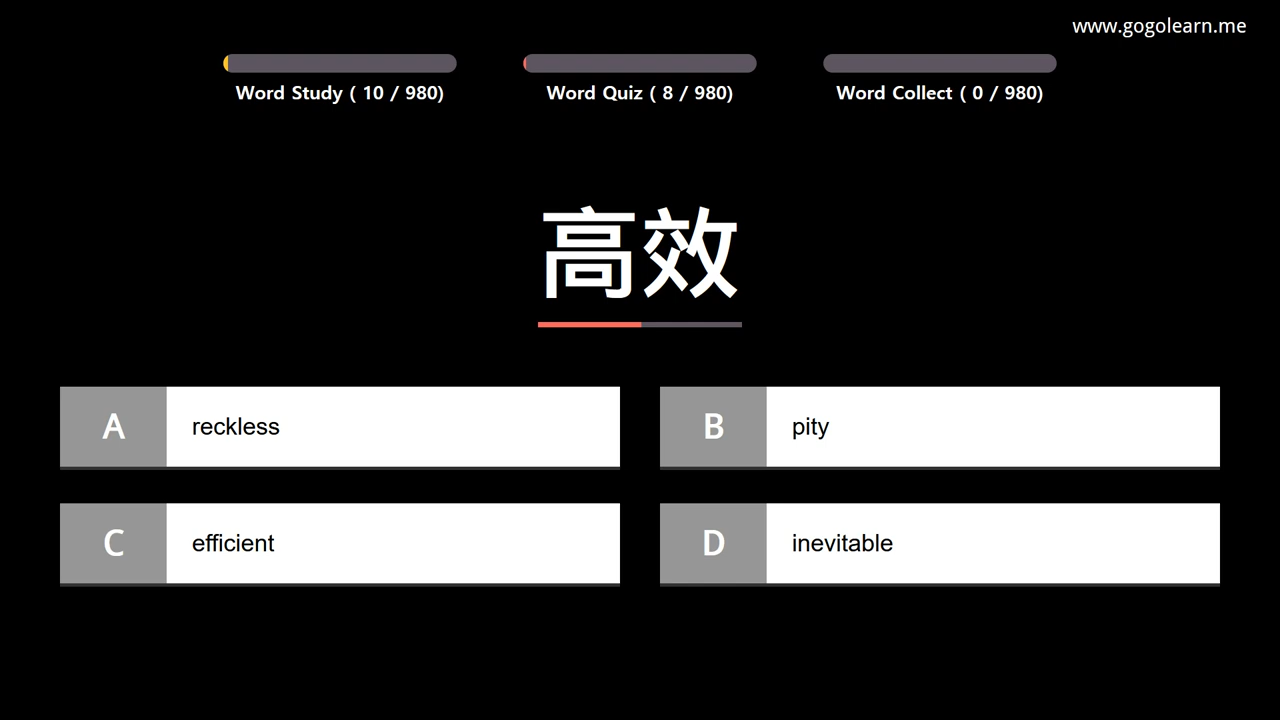 www.gogolearn.me
Word Study ( 10 / 980)
Word Quiz ( 8 / 980)
Word Collect ( 0 / 980)
高效
A reckless
B pity
C efficient
D inevitable